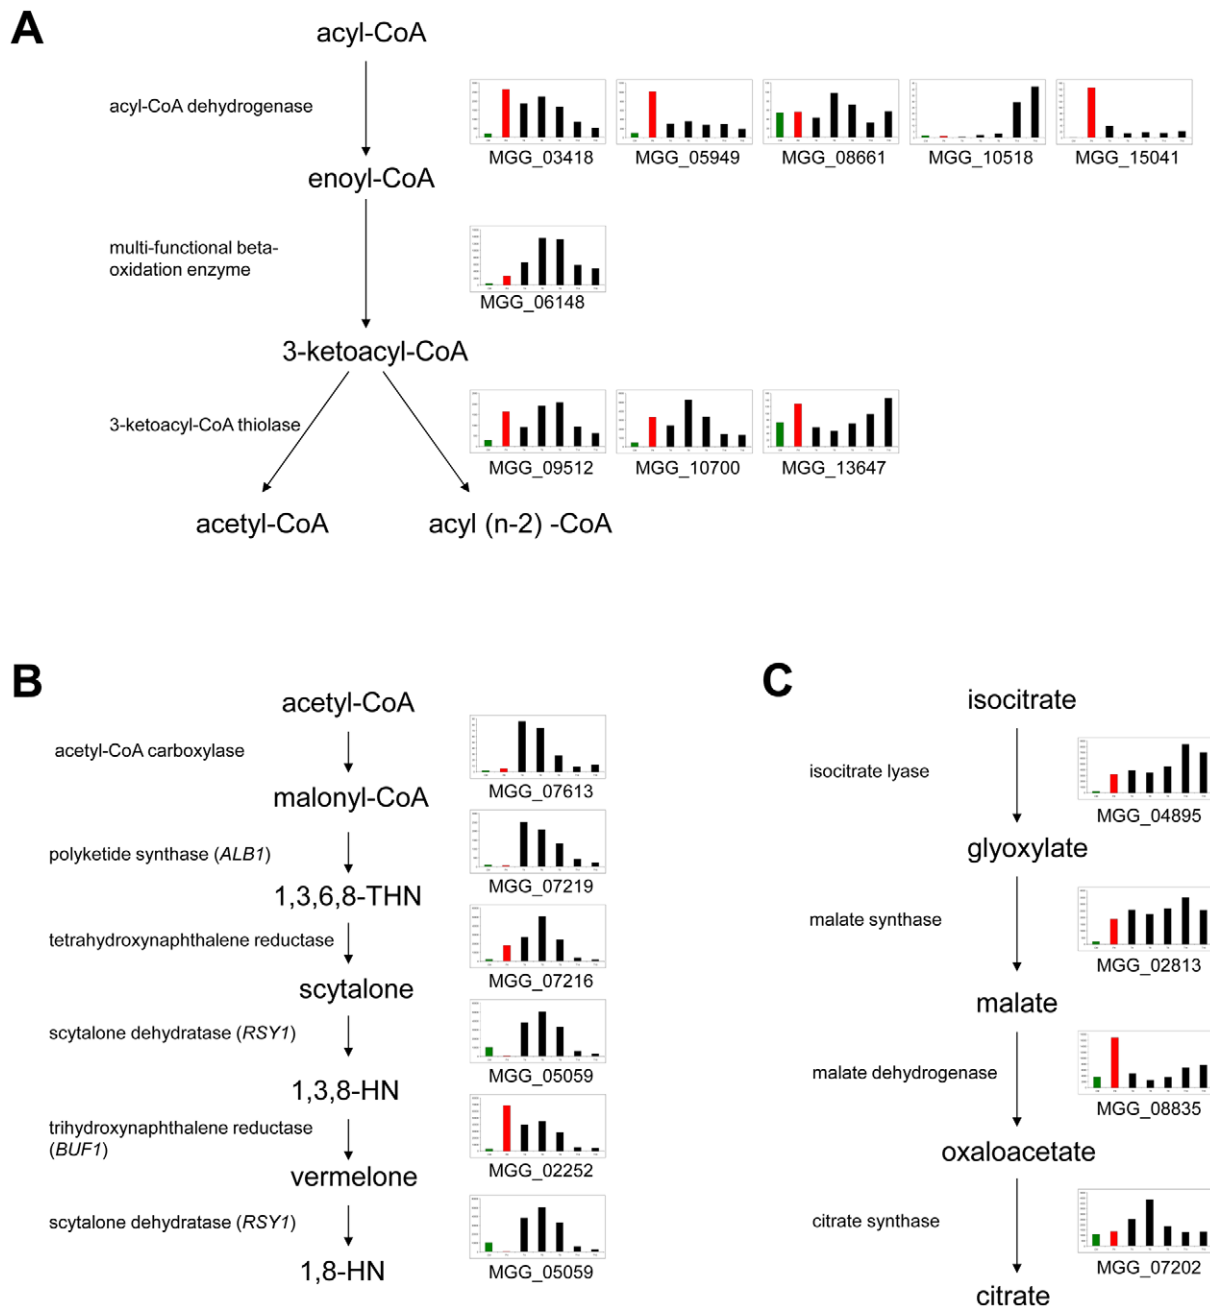 A
acyl-CoA
acyl-CoA dehydrogenase
MGG_03418
MGG_05949
MGG_08661
MGG_10518
MGG_15041
enoyl-CoA
multi-functional beta-
oxidation enzyme
MGG_06148
3-ketoacyl-CoA
3-ketoacyl-CoA thiolase
MGG_09512
MGG_10700
MGG_13647
acetyl-CoA
acyl (n-2) -CoA
B
acetyl-CoA
acetyl-CoA carboxylase
MGG_07613
malonyl-CoA
polyketide synthase (ALB1)
MGG_07219
1,3,6,8-THN
tetrahydroxynaphthalene reductase
MGG_07216
scytalone
scytalone dehydratase (RSY1)
MGG_05059
1,3,8-HN
trihydroxynaphthalene reductase
(BUF1)
MGG_02252
vermelone
scytalone dehydratase (RSY1)
MGG_05059
1,8-HN
C
isocitrate
isocitrate lyase
MGG_04895
glyoxylate
malate synthase
MGG_02813
malate
malate dehydrogenase
MGG_08835
oxaloacetate
citrate synthase
MGG_07202
citrate